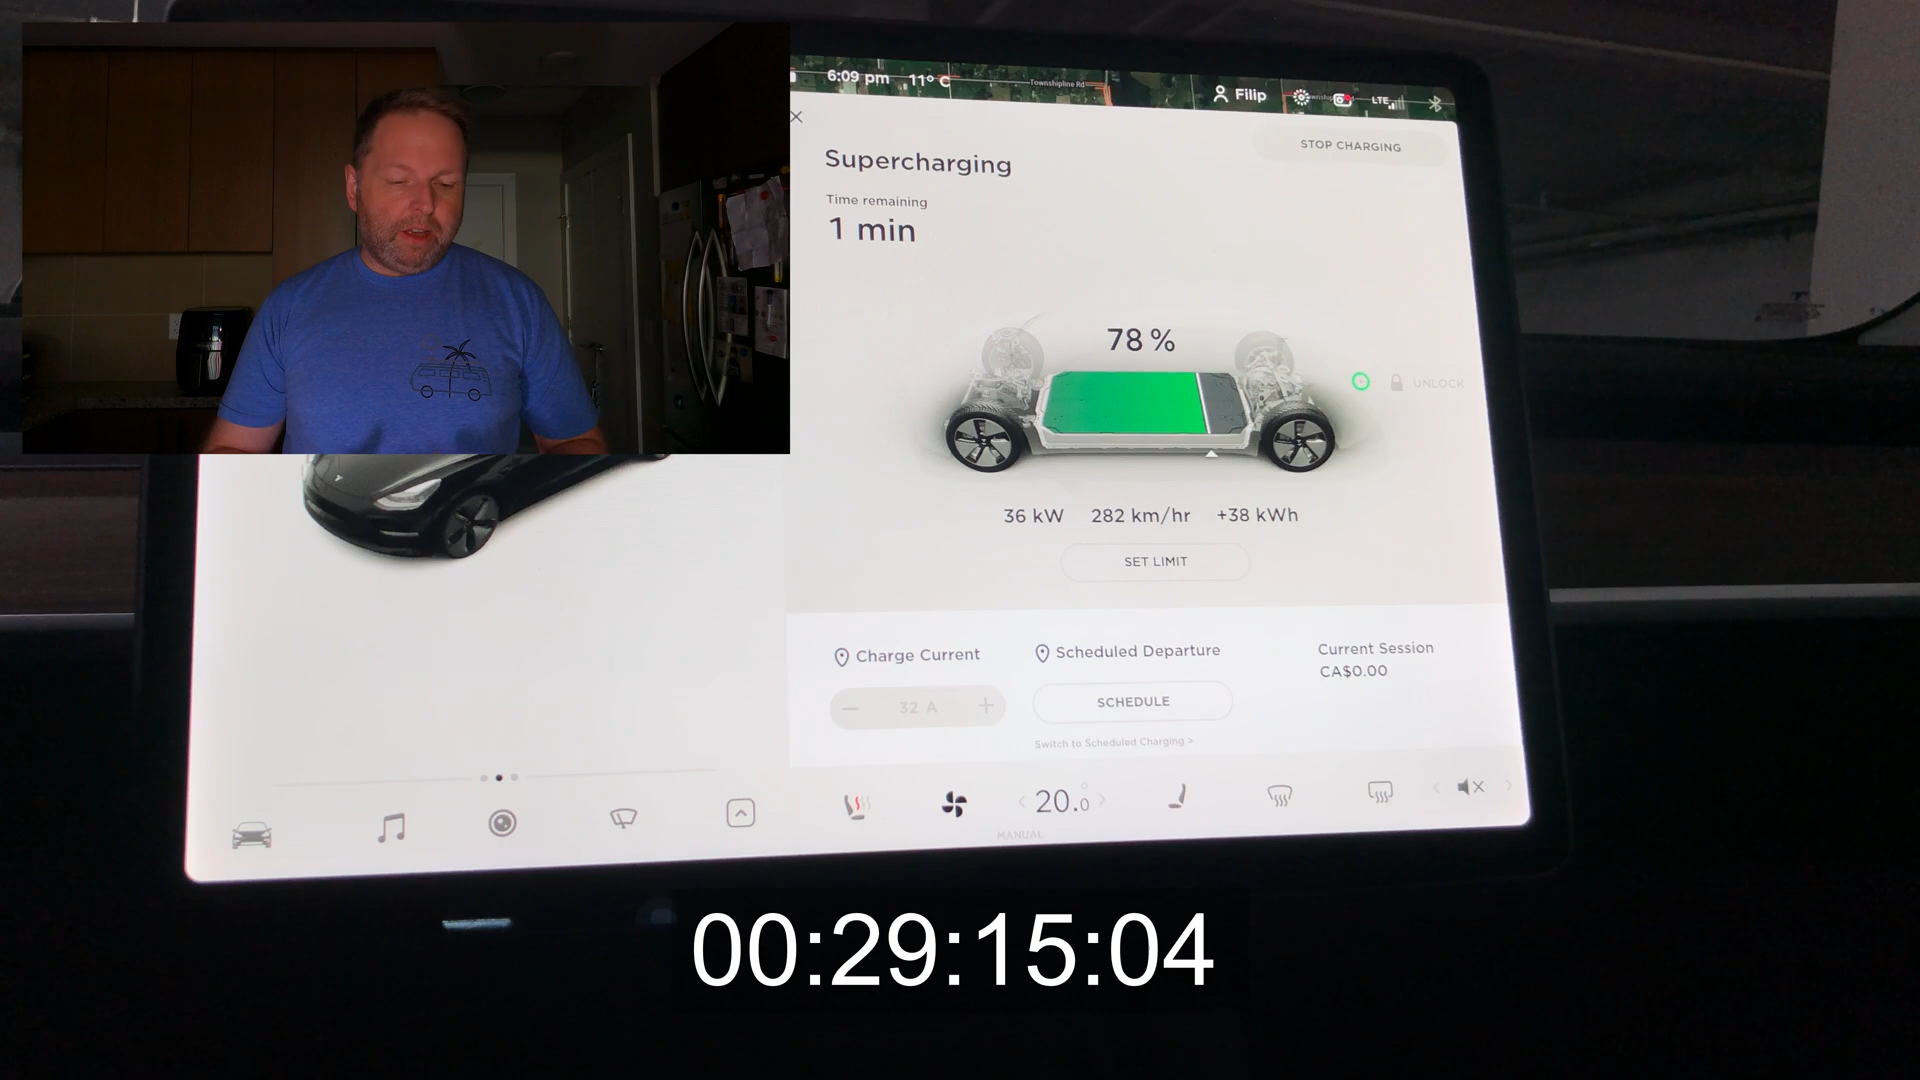 6:09 pm 11° C
Townshipline Rd
Filip
LTE
STOP CHARGING
Supercharging
Time remaining
1 min
78 %
UNLOCK
36 kW 282 km/hr +38 kWh
SET LIMIT
Charge Current
Scheduled Departure
Current Session
CA$0.00
− 32 A +
SCHEDULE
Switch to Scheduled Charging >
20.0
MANUAL
00:29:15:04